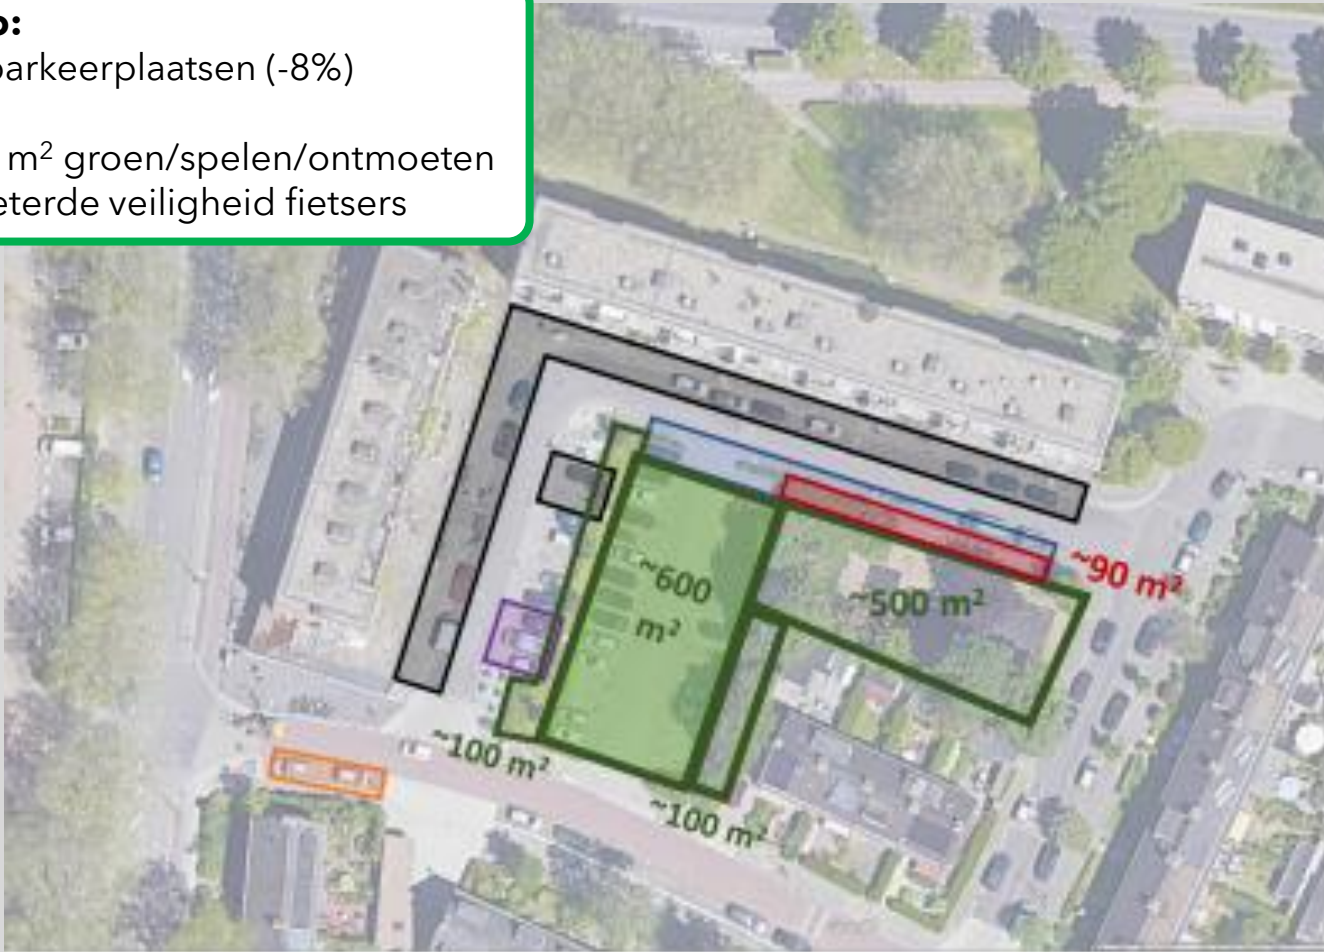 o:
parkeerplaatsen (-8%)
m² groen/spelen/ontmoeten
eterde veiligheid fietsers
~600
m²
~500 m²
~90 m²
~100 m²
~100 m²